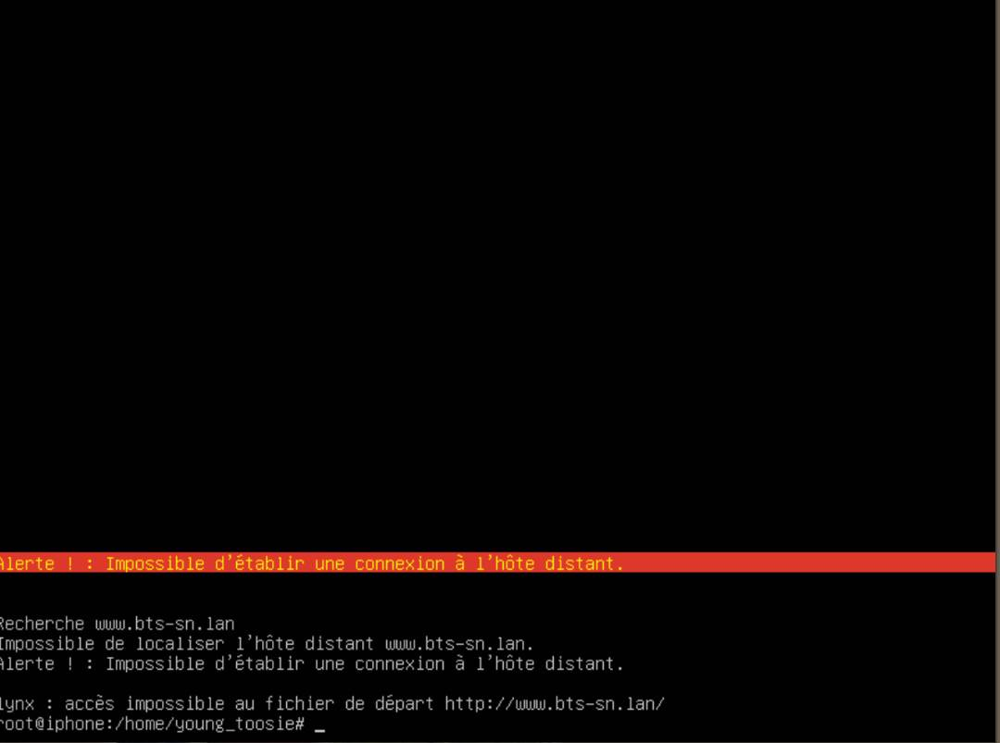 Alerte ! : Impossible d'établir une connexion à l'hôte distant.
Recherche www.bts-sn.lan
Impossible de localiser l'hôte distant www.bts-sn.lan.
Alerte ! : Impossible d'établir une connexion à l'hôte distant.
lynx : accès impossible au fichier de départ http://www.bts-sn.lan/
root@iphone:/home/young_toosie# _